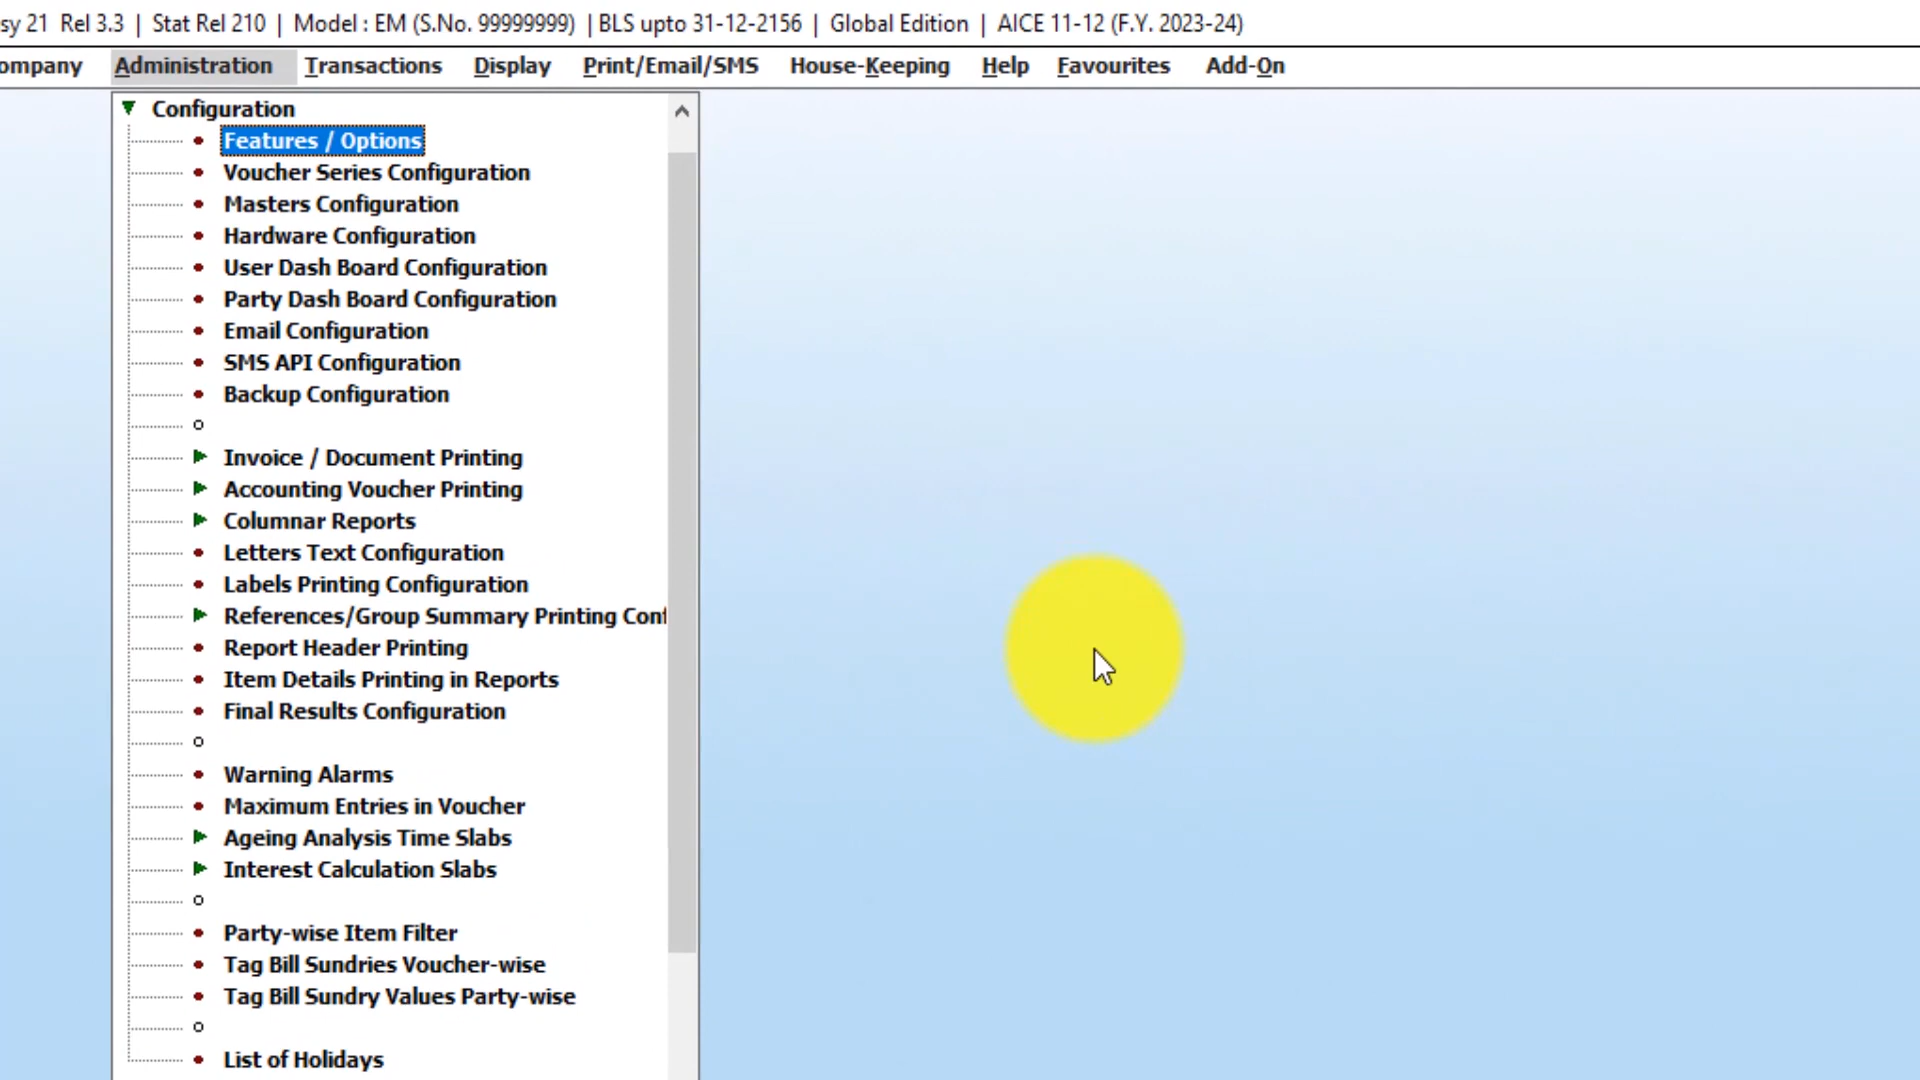 sy 21 Rel 3.3 | Stat Rel 210 | Model : EM (S.No. 99999999) | BLS upto 31-12-2156 | Global Edition | AICE 11-12 (F.Y. 2023-24)
ompany Administration Transactions Display Print/Email/SMS House-Keeping Help Favourites Add-On
Configuration
Features / Options
Voucher Series Configuration
Masters Configuration
Hardware Configuration
User Dash Board Configuration
Party Dash Board Configuration
Email Configuration
SMS API Configuration
Backup Configuration
Invoice / Document Printing
Accounting Voucher Printing
Columnar Reports
Letters Text Configuration
Labels Printing Configuration
References/Group Summary Printing Conf
Report Header Printing
Item Details Printing in Reports
Final Results Configuration
Warning Alarms
Maximum Entries in Voucher
Ageing Analysis Time Slabs
Interest Calculation Slabs
Party-wise Item Filter
Tag Bill Sundries Voucher-wise
Tag Bill Sundry Values Party-wise
List of Holidays